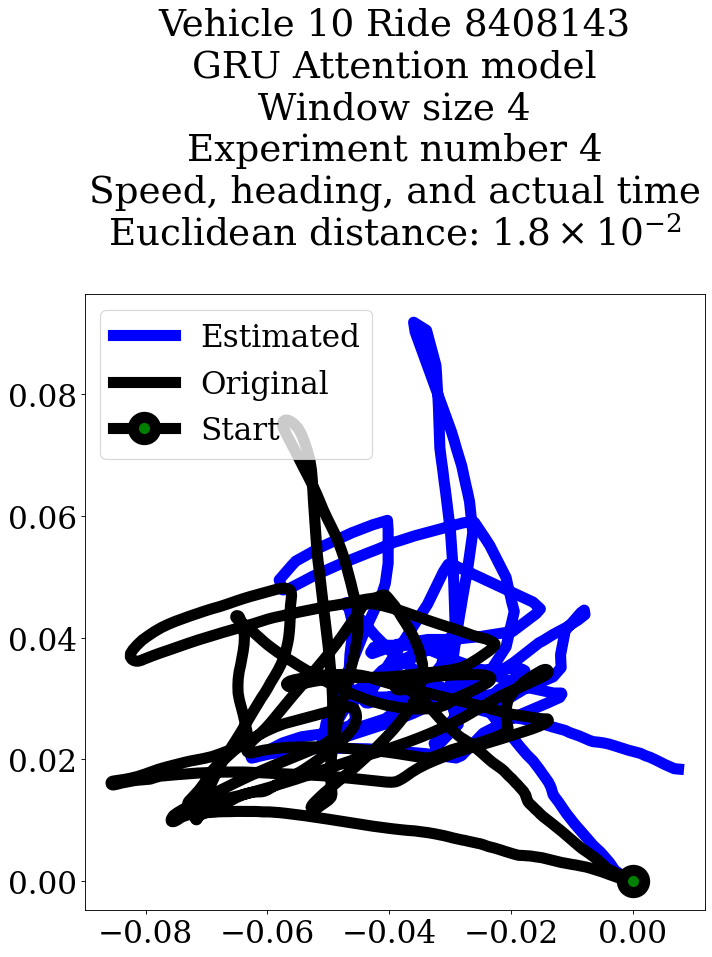 Vehicle 10 Ride 8408143
GRU Attention model
Window size 4
Experiment number 4
Speed, heading, and actual time
Euclidean distance: 1.8 × 10⁻²
Estimated
Original
Start
0.08
0.06
0.04
0.02
0.00
−0.08 −0.06 −0.04 −0.02 0.00